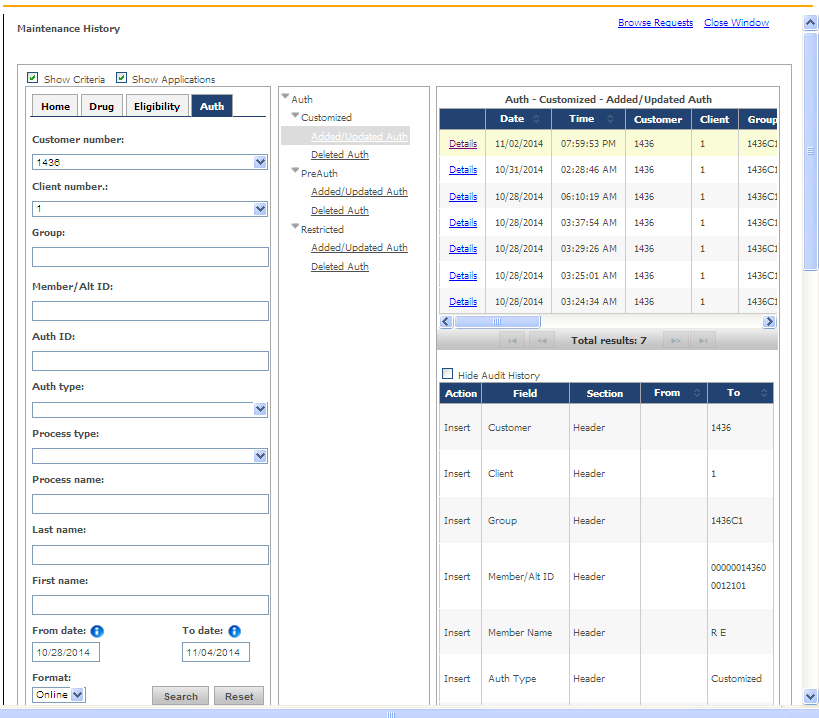 Browse Requests Close Window
Maintenance History
Show Criteria Show Applications
Home Drug Eligibility Auth
Customer number:
1436
Client number.:
1
Group:
Member/Alt ID:
Auth ID:
Auth type:
Process type:
Process name:
Last name:
First name:
From date: To date:
10/28/2014 11/04/2014
Format:
Online Search Reset
Auth
Customized
Added/Updated Auth
Deleted Auth
PreAuth
Added/Updated Auth
Deleted Auth
Restricted
Added/Updated Auth
Deleted Auth
Auth - Customized - Added/Updated Auth
Date Time Customer Client Group
Details 11/02/2014 07:59:53 PM 1436 1 1436C1
Details 10/31/2014 02:28:46 AM 1436 1 1436C1
Details 10/28/2014 06:10:19 AM 1436 1 1436C1
Details 10/28/2014 03:37:54 AM 1436 1 1436C1
Details 10/28/2014 03:29:26 AM 1436 1 1436C1
Details 10/28/2014 03:25:01 AM 1436 1 1436C1
Details 10/28/2014 03:24:34 AM 1436 1 1436C1
Total results: 7
Hide Audit History
Action Field Section From To
Insert Customer Header 1436
Insert Client Header 1
Insert Group Header 1436C1
Insert Member/Alt ID Header 00000014360
0012101
Insert Member Name Header R E
Insert Auth Type Header Customized